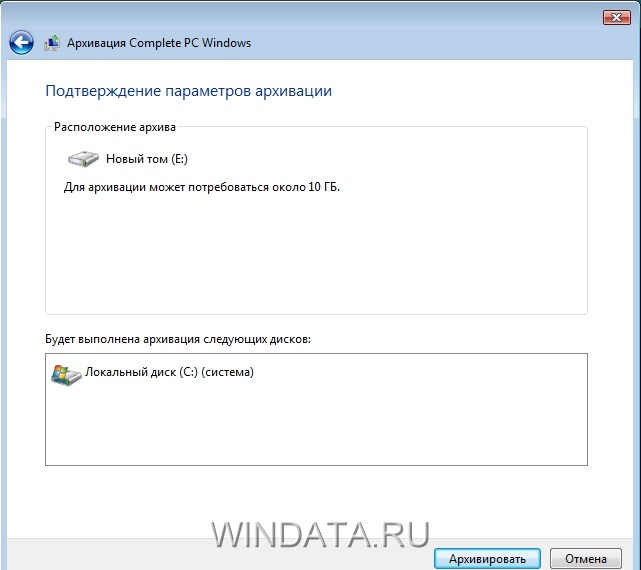 Архивация Complete PC Windows
Подтверждение параметров архивации
Расположение архива
Новый том (E:)
Для архивации может потребоваться около 10 ГБ.
Будет выполнена архивация следующих дисков:
Локальный диск (C:) (система)
WINDATA.RU
Архивировать Отмена